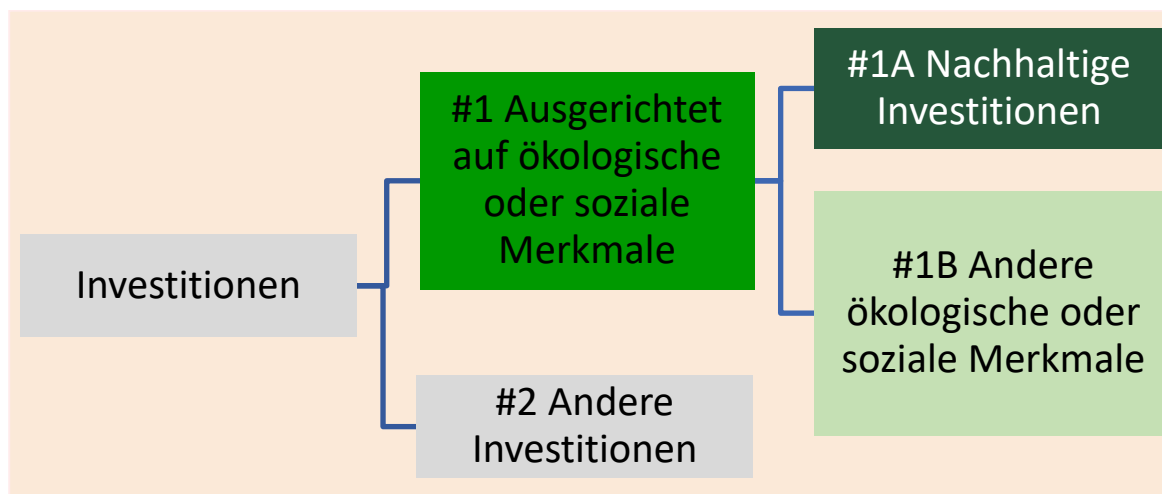 Investitionen
#1 Ausgerichtet
auf ökologische
oder soziale
Merkmale
#2 Andere
Investitionen
#1A Nachhaltige
Investitionen
#1B Andere
ökologische oder
soziale Merkmale